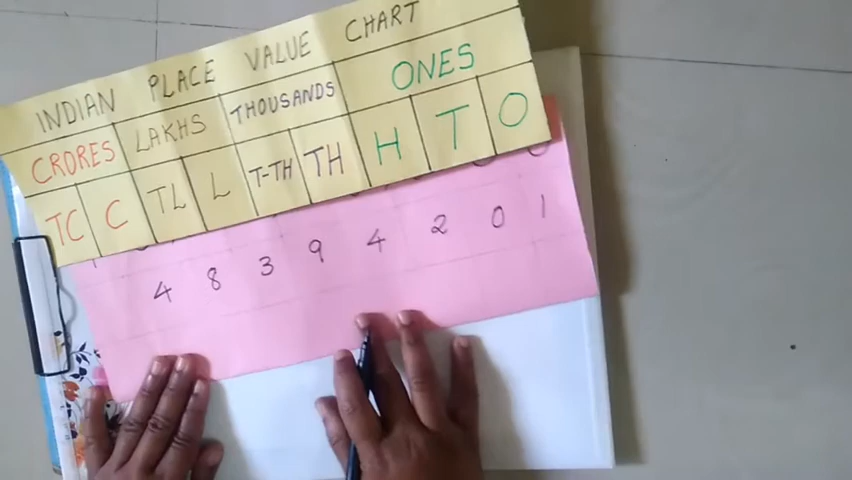 INDIAN PLACE VALUE CHART
CRORES LAKHS THOUSANDS ONES
TC C TL L T-TH TH H T O
4 8 3 9 4 2 0 1